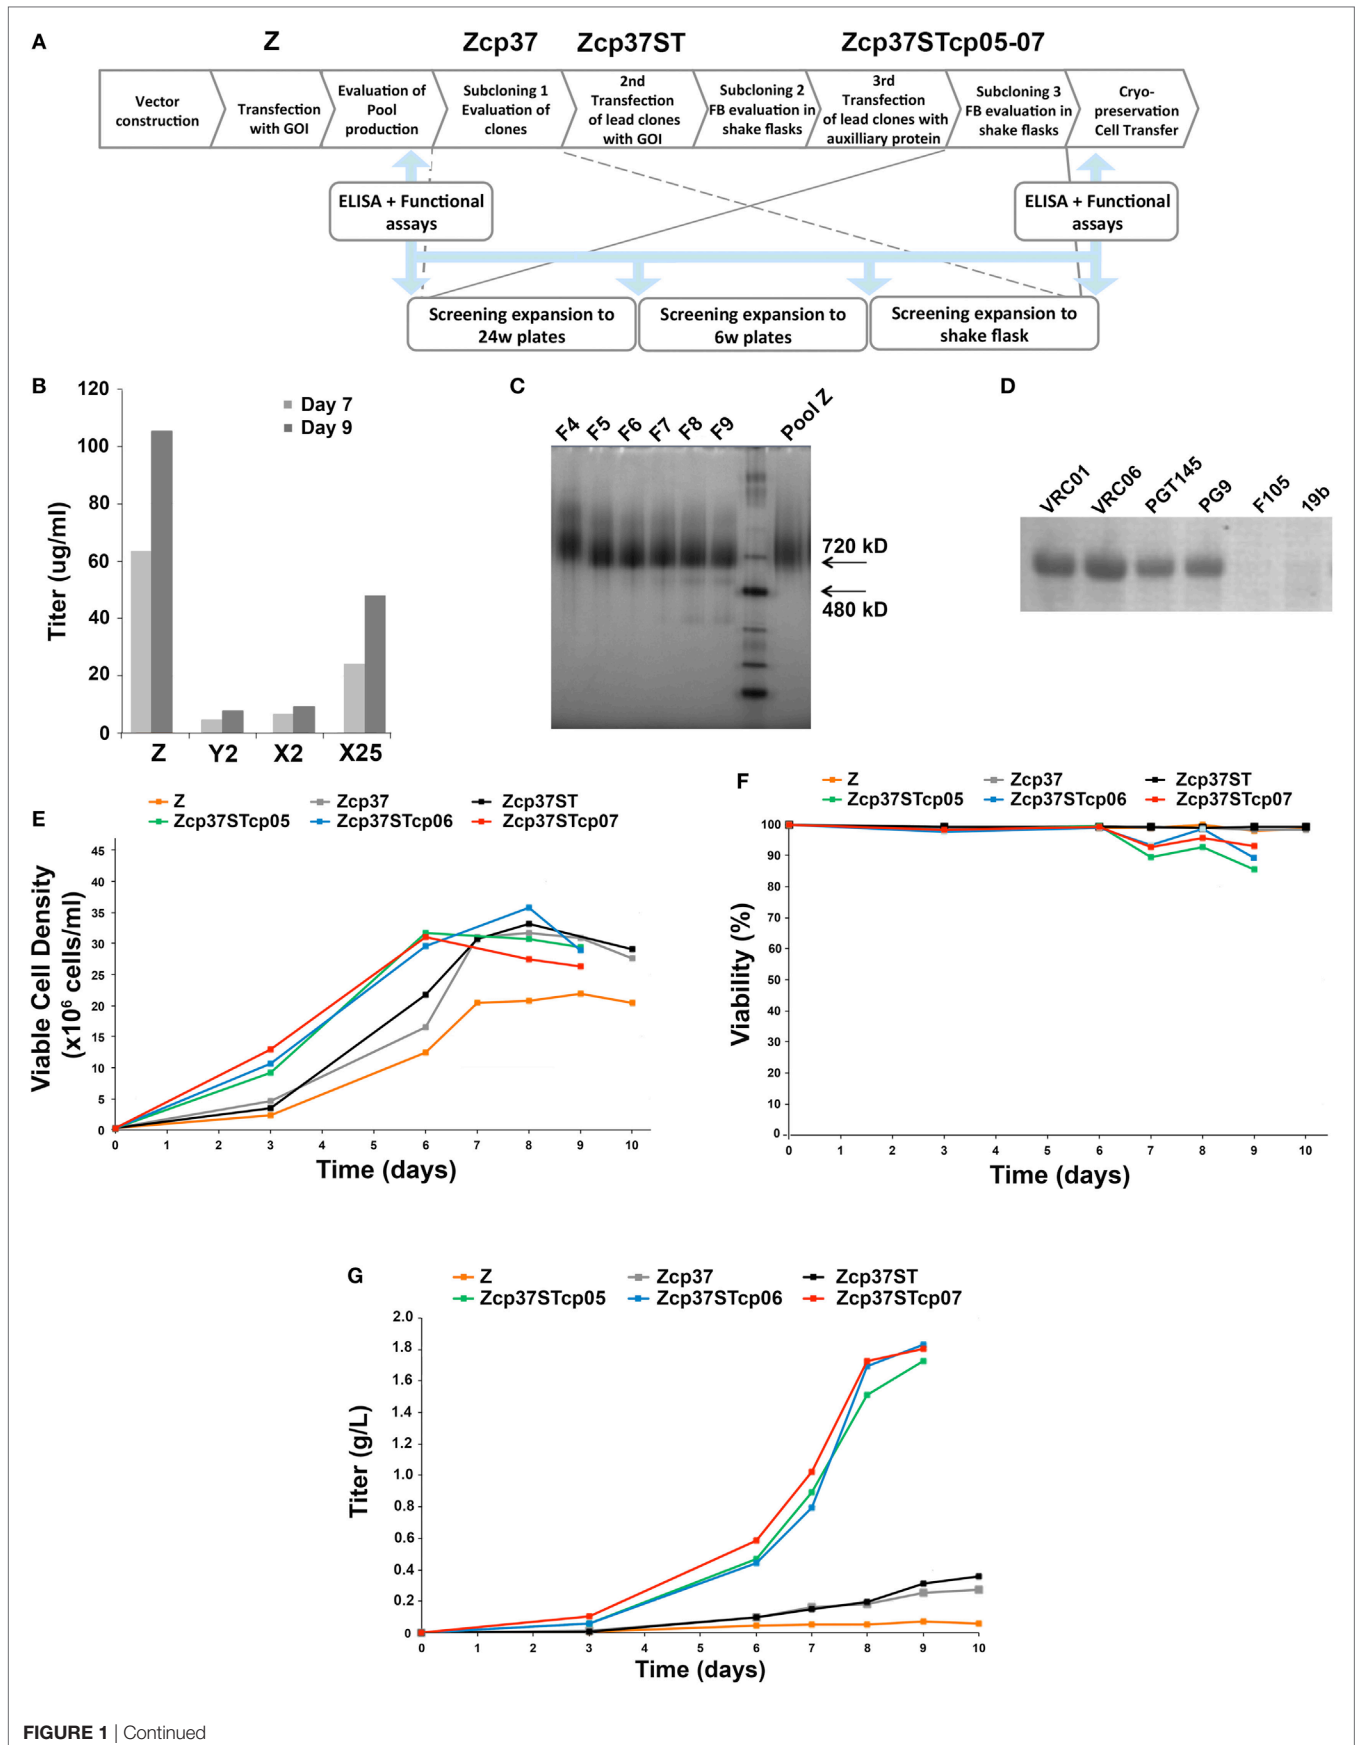 A
Z Zcp37 Zcp37ST Zcp37STcp05-07
Vector
construction
Transfection
with GOI
Evaluation of
Pool
production
Subcloning 1
Evaluation of
clones
2nd
Transfection
of lead clones
with GOI
Subcloning 2
FB evaluation in
shake flasks
3rd
Transfection
of lead clones with
auxilliary protein
Subcloning 3
FB evaluation in
shake flasks
Cryo-
preservation
Cell Transfer
ELISA + Functional
assays
ELISA + Functional
assays
Screening expansion to
24w plates
Screening expansion to
6w plates
Screening expansion to
shake flask
B
Titer (ug/ml)
120
100
80
60
40
20
0
Day 7
Day 9
Z Y2 X2 X25
C
F4 F5 F6 F7 F8 F9 Pool Z
720 kD
480 kD
D
VRC01 VRC06 PGT145 PG9 F105 19b
E
Z Zcp37 Zcp37ST
Zcp37STcp05 Zcp37STcp06 Zcp37STcp07
Viable Cell Density
(x10⁶ cells/ml)
45
40
35
30
25
20
15
10
5
0
0 1 2 3 4 5 6 7 8 9 10
Time (days)
F
Z Zcp37 Zcp37ST
Zcp37STcp05 Zcp37STcp06 Zcp37STcp07
Viability (%)
100
90
80
70
60
50
40
30
20
10
0
0 1 2 3 4 5 6 7 8 9 10
Time (days)
G
Z Zcp37 Zcp37ST
Zcp37STcp05 Zcp37STcp06 Zcp37STcp07
Titer (g/L)
2.0
1.8
1.6
1.4
1.2
1.0
0.8
0.6
0.4
0.2
0
0 1 2 3 4 5 6 7 8 9 10
Time (days)
FIGURE 1 | Continued